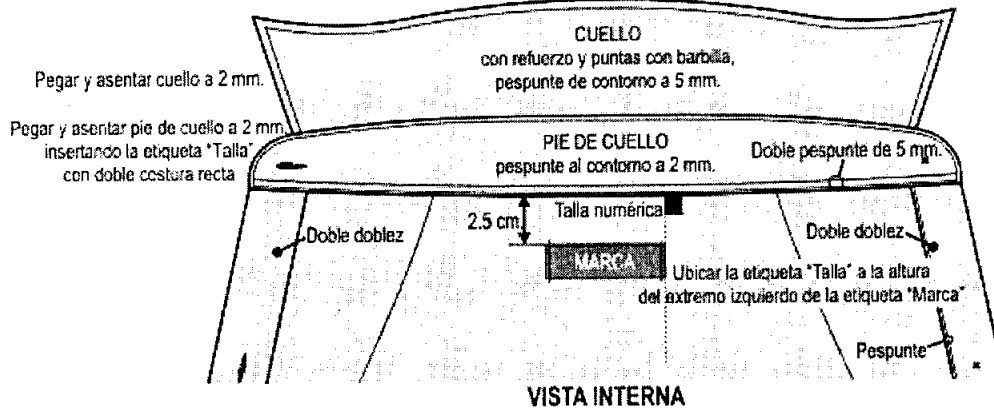 CUELLO
con refuerzo y puntas con barbilla,
pespunte de contorno a 5 mm.
Pegar y asentar cuello a 2 mm.
Pegar y asentar pie de cuello a 2 mm.
insertando la etiqueta "Talla"
con doble costura recta
PIE DE CUELLO
pespunte al contorno a 2 mm.
Doble pespunte de 5 mm.
2.5 cm
Talla numérica
Doble doblez
Doble doblez
MARCA
Ubicar la etiqueta "Talla" a la altura
del extremo izquierdo de la etiqueta "Marca"
Pespunte
VISTA INTERNA